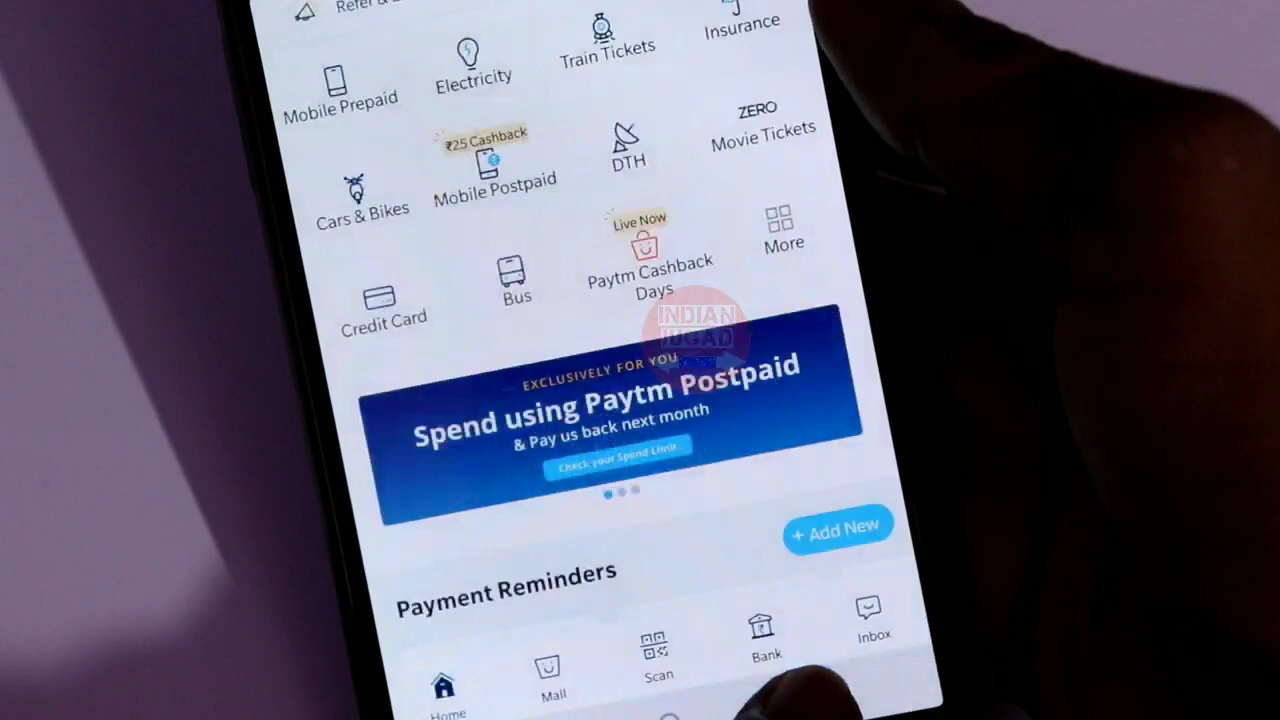 Refer &
Mobile Prepaid
Electricity
Train Tickets
Insurance
Cars & Bikes
₹25 Cashback
Mobile Postpaid
DTH
ZERO
Movie Tickets
Credit Card
Bus
Live Now
Paytm Cashback
Days
More
INDIAN
JUGAD
EXCLUSIVELY FOR YOU
Spend using Paytm Postpaid
& Pay us back next month
Check your Spend Limit
+ Add New
Payment Reminders
Home
Mall
Scan
Bank
Inbox